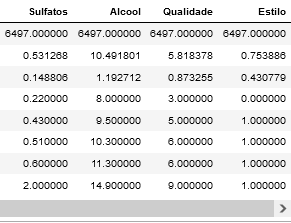 Sulfatos Alcool Qualidade Estilo
6497.000000 6497.000000 6497.000000 6497.000000
0.531268 10.491801 5.818378 0.753886
0.148806 1.192712 0.873255 0.430779
0.220000 8.000000 3.000000 0.000000
0.430000 9.500000 5.000000 1.000000
0.510000 10.300000 6.000000 1.000000
0.600000 11.300000 6.000000 1.000000
2.000000 14.900000 9.000000 1.000000